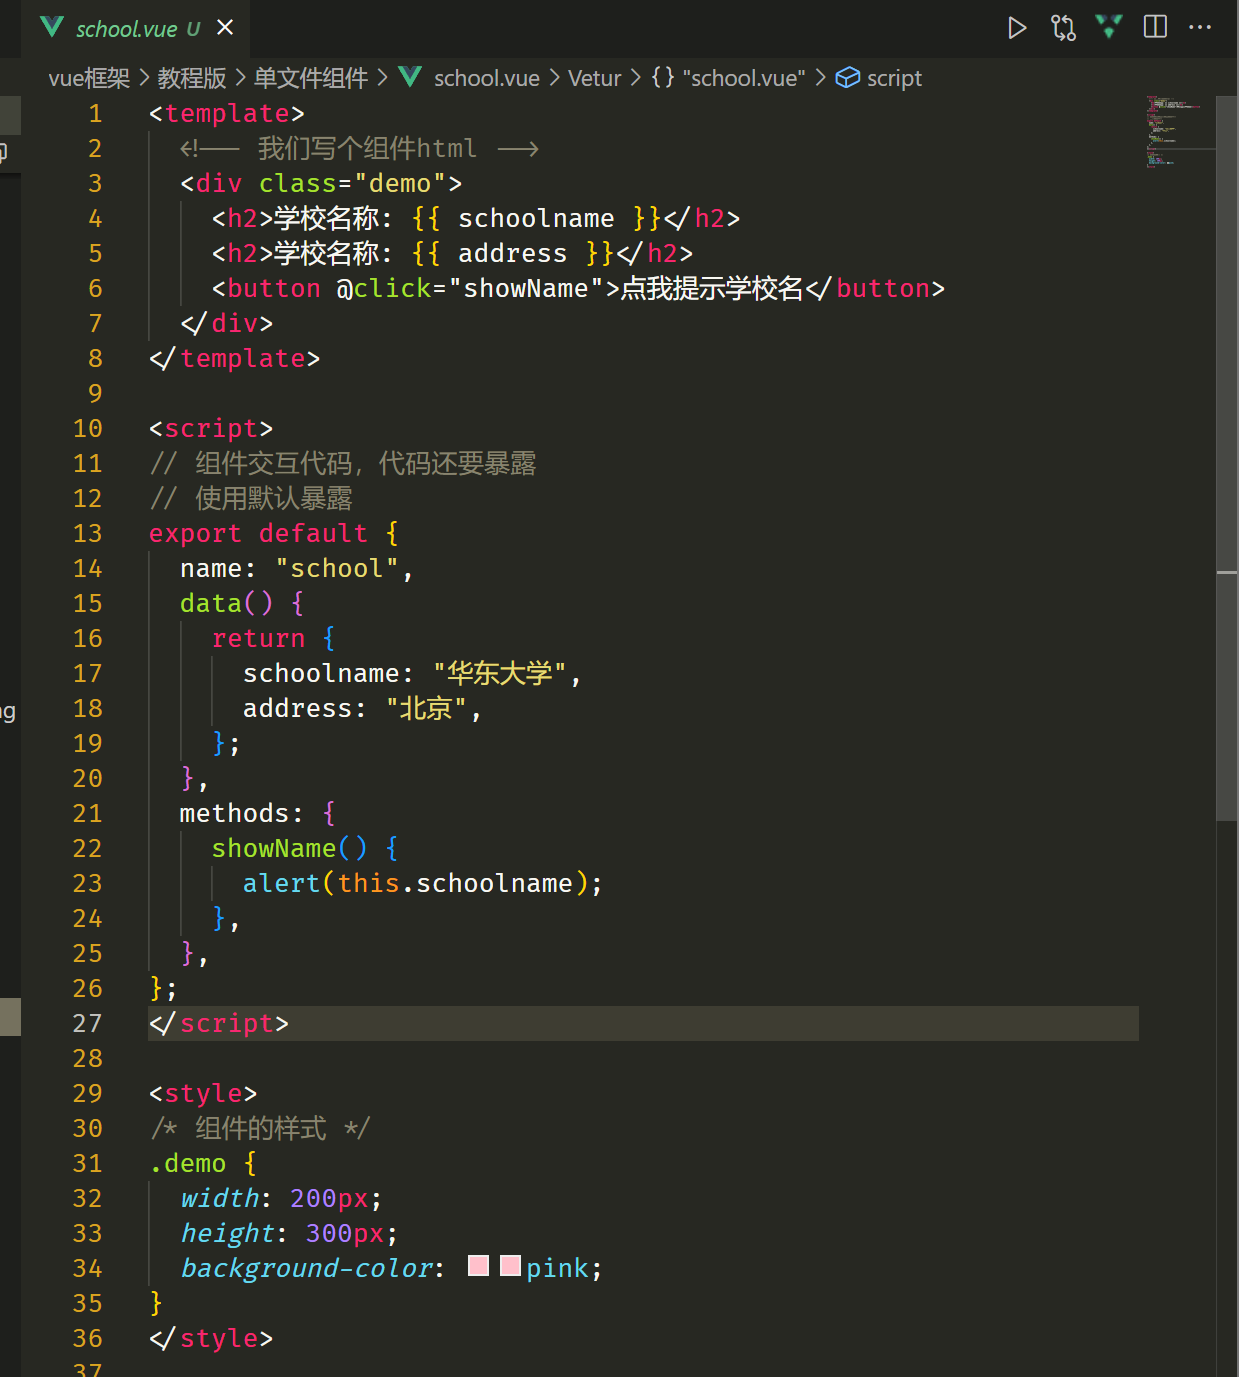 school.vue U
vue框架 > 教程版 > 单文件组件 > school.vue > Vetur > {} "school.vue" > script
1 <template>
2 <!-- 我们写个组件html -->
3 <div class="demo">
4 <h2>学校名称: {{ schoolname }}</h2>
5 <h2>学校名称: {{ address }}</h2>
6 <button @click="showName">点我提示学校名</button>
7 </div>
8 </template>
9
10 <script>
11 // 组件交互代码，代码还要暴露
12 // 使用默认暴露
13 export default {
14 name: "school",
15 data() {
16 return {
17 schoolname: "华东大学",
18 address: "北京",
19 };
20 },
21 methods: {
22 showName() {
23 alert(this.schoolname);
24 },
25 },
26 };
27 </script>
28
29 <style>
30 /* 组件的样式 */
31 .demo {
32 width: 200px;
33 height: 300px;
34 background-color: pink;
35 }
36 </style>
37